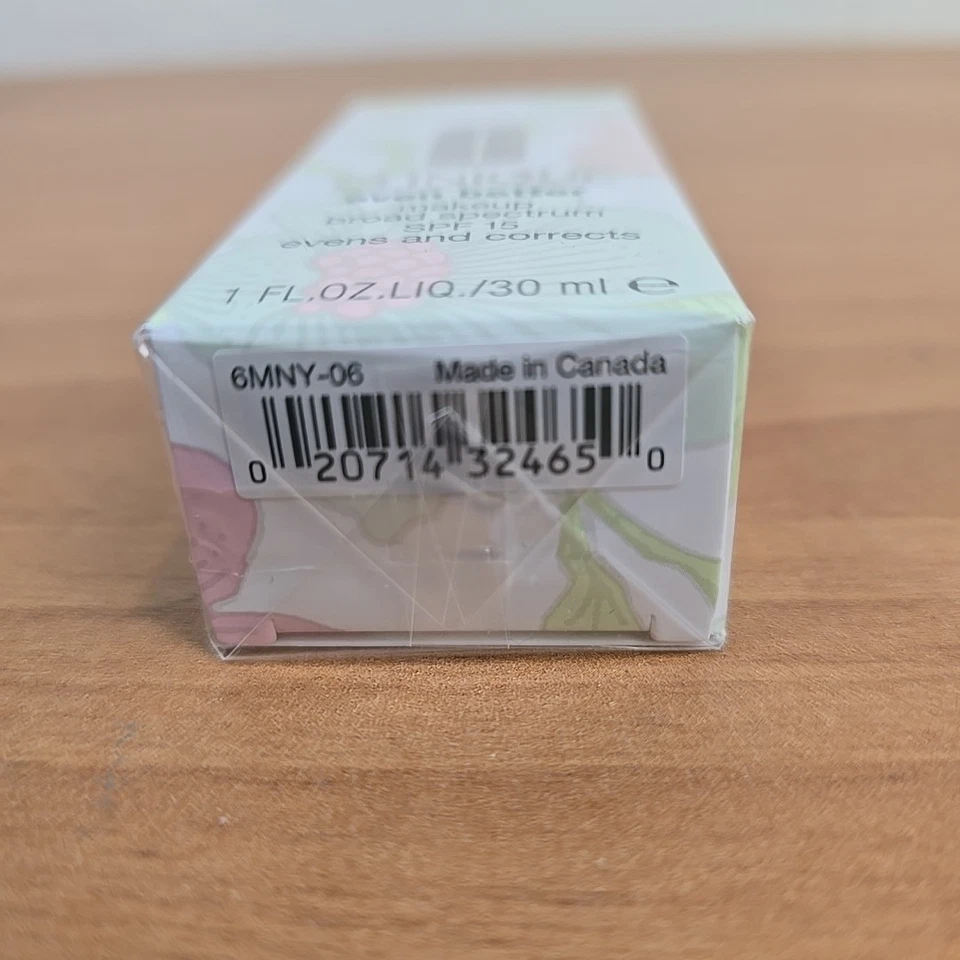 even better
makeup
broad spectrum
SPF 15
evens and corrects
1 FL.OZ.LIQ./30 ml ℮
6MNY-06 Made in Canada
0 20714 32465 0